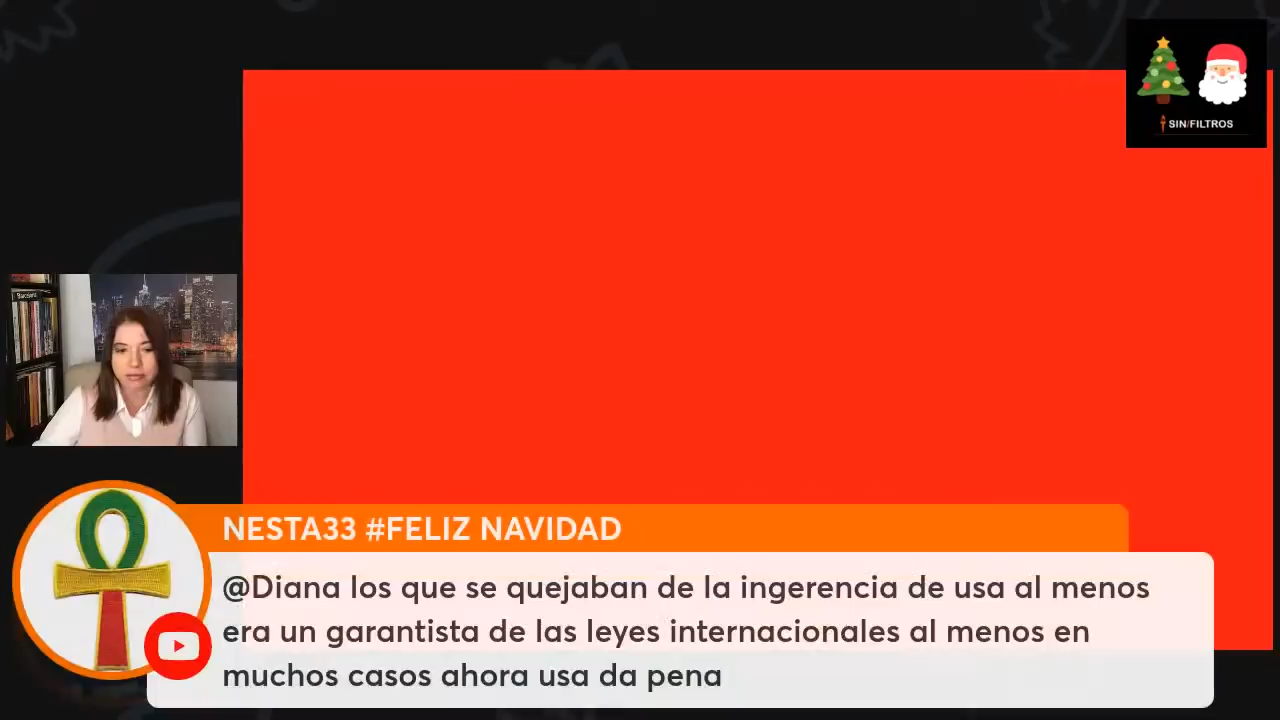 SIN/FILTROS
Barcelona
NESTA33 #FELIZ NAVIDAD
@Diana los que se quejaban de la ingerencia de usa al menos
era un garantista de las leyes internacionales al menos en
muchos casos ahora usa da pena